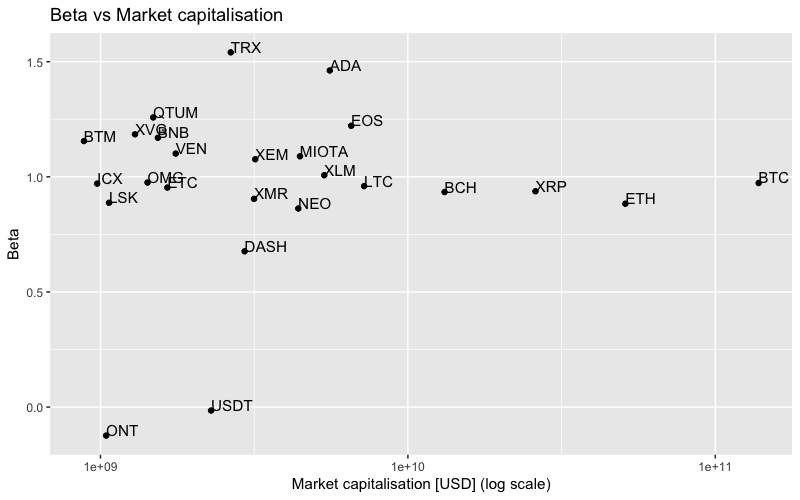 Beta vs Market capitalisation
TRX
ADA
1.5
QTUM
EOS
XVG
BNB
BTM
VEN
MIOTA
XEM
XLM
ICX
OMG
ETC
1.0
LTC
BTC
LSK
XMR
BCH
XRP
NEO
ETH
Beta
DASH
0.5
USDT
0.0
ONT
1e+09
1e+10
1e+11
Market capitalisation [USD] (log scale)